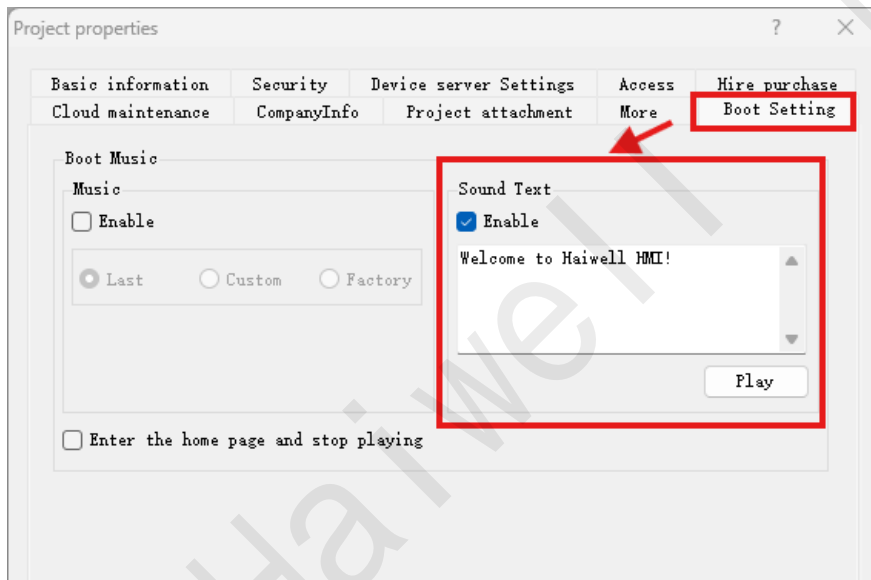 Project properties
Basic information Security Device server Settings Access Hire purchase
Cloud maintenance CompanyInfo Project attachment More Boot Setting
Boot Music
Music Sound Text
Enable Enable
Welcome to Haiwell HMI!
Last Custom Factory
Play
Enter the home page and stop playing
Haiwell